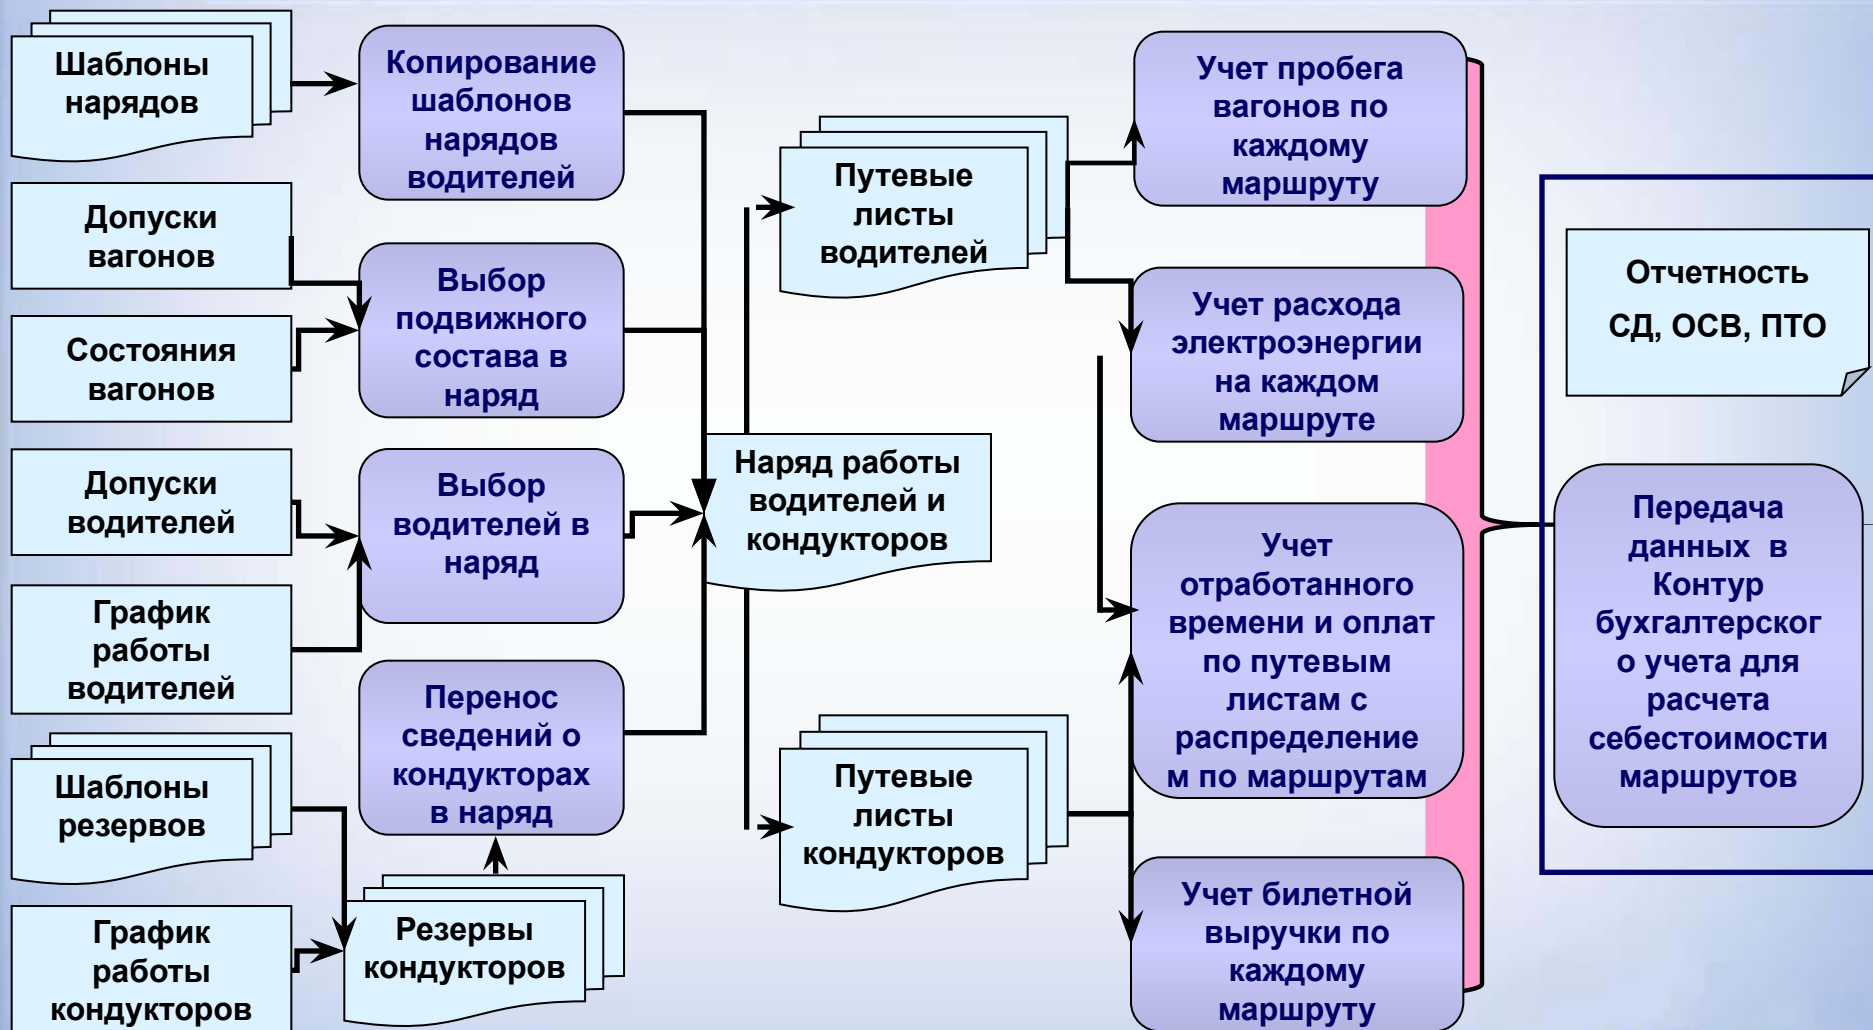 Шаблоны
нарядов
Допуски
вагонов
Состояния
вагонов
Допуски
водителей
График
работы
водителей
Шаблоны
резервов
График
работы
кондукторов
Копирование
шаблонов
нарядов
водителей
Выбор
подвижного
состава в
наряд
Выбор
водителей в
наряд
Перенос
сведений о
кондукторах
в наряд
Резервы
кондукторов
Наряд работы
водителей и
кондукторов
Путевые
листы
водителей
Путевые
листы
кондукторов
Учет пробега
вагонов по
каждому
маршруту
Учет расхода
электроэнергии
на каждом
маршруте
Учет
отработанного
времени и оплат
по путевым
листам с
распределение
м по маршрутам
Учет билетной
выручки по
каждому
маршруту
Отчетность
СД, ОСВ, ПТО
Передача
данных в
Контур
бухгалтерског
о учета для
расчета
себестоимости
маршрутов